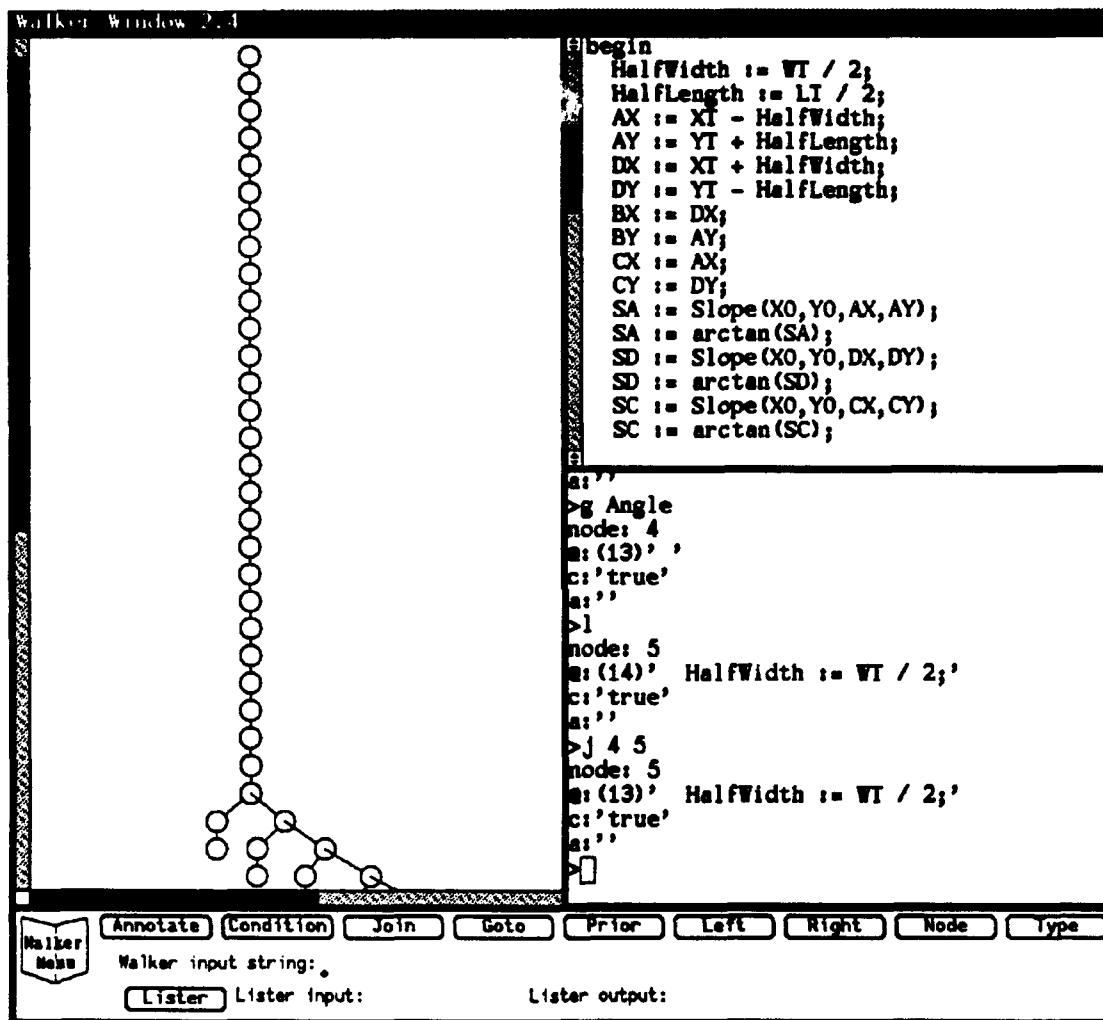 Walker Window 2.4
begin
HalfWidth := WT / 2;
HalfLength := LT / 2;
AX := XT - HalfWidth;
AY := YT + HalfLength;
DX := XT + HalfWidth;
DY := YT - HalfLength;
BX := DX;
BY := AY;
CX := AX;
CY := DY;
SA := Slope(X0,Y0,AX,AY);
SA := arctan(SA);
SD := Slope(X0,Y0,DX,DY);
SD := arctan(SD);
SC := Slope(X0,Y0,CX,CY);
SC := arctan(SC);
a:''
>g Angle
node: 4
@:(13)' '
c:'true'
a:''
>l
node: 5
@:(14)'  HalfWidth := WT / 2;'
c:'true'
a:''
>j 4 5
node: 5
@:(13)'  HalfWidth := WT / 2;'
c:'true'
a:''
>
Walker Menu
Annotate Condition Join Goto Prior Left Right Node Type
Walker input string:
Lister Lister input: Lister output: